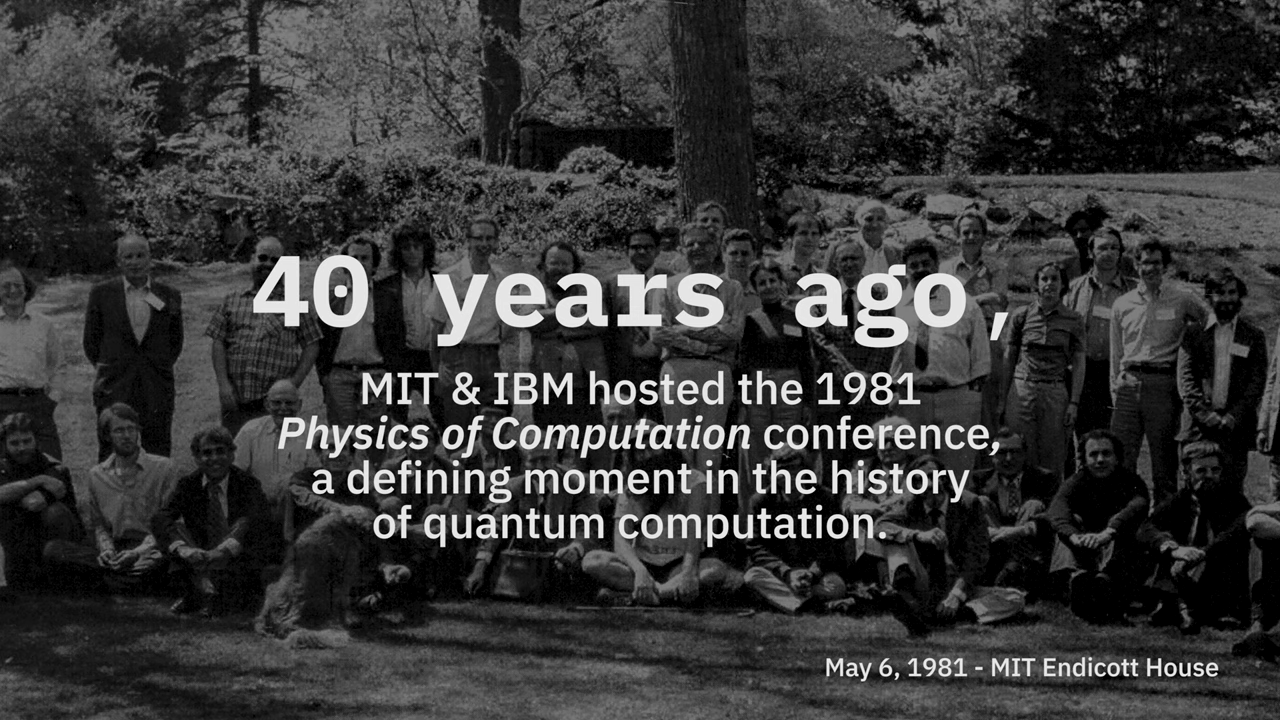 40 years ago,
MIT & IBM hosted the 1981
Physics of Computation conference,
a defining moment in the history
of quantum computation.
May 6, 1981 - MIT Endicott House